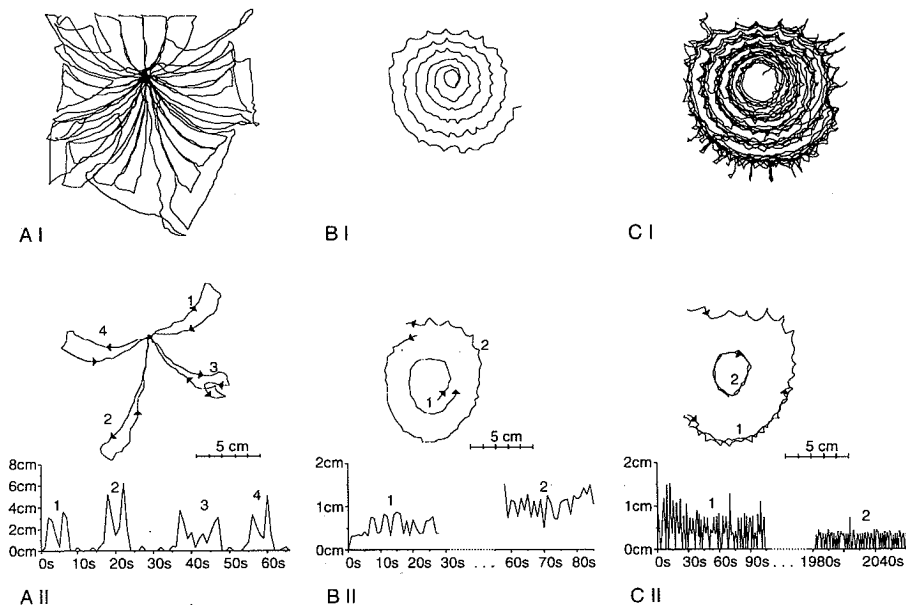 A I
B I
C I
1
4
3
2
5 cm
2
1
5 cm
2
1
5 cm
8cm
6cm
4cm
2cm
0cm
1 2 3 4
0s 10s 20s 30s 40s 50s 60s
2cm
1cm
0cm
1 2
0s 10s 20s 30s ... 60s 70s 80s
2cm
1cm
0cm
1 2
0s 30s 60s 90s ... 1980s 2040s
A II
B II
C II